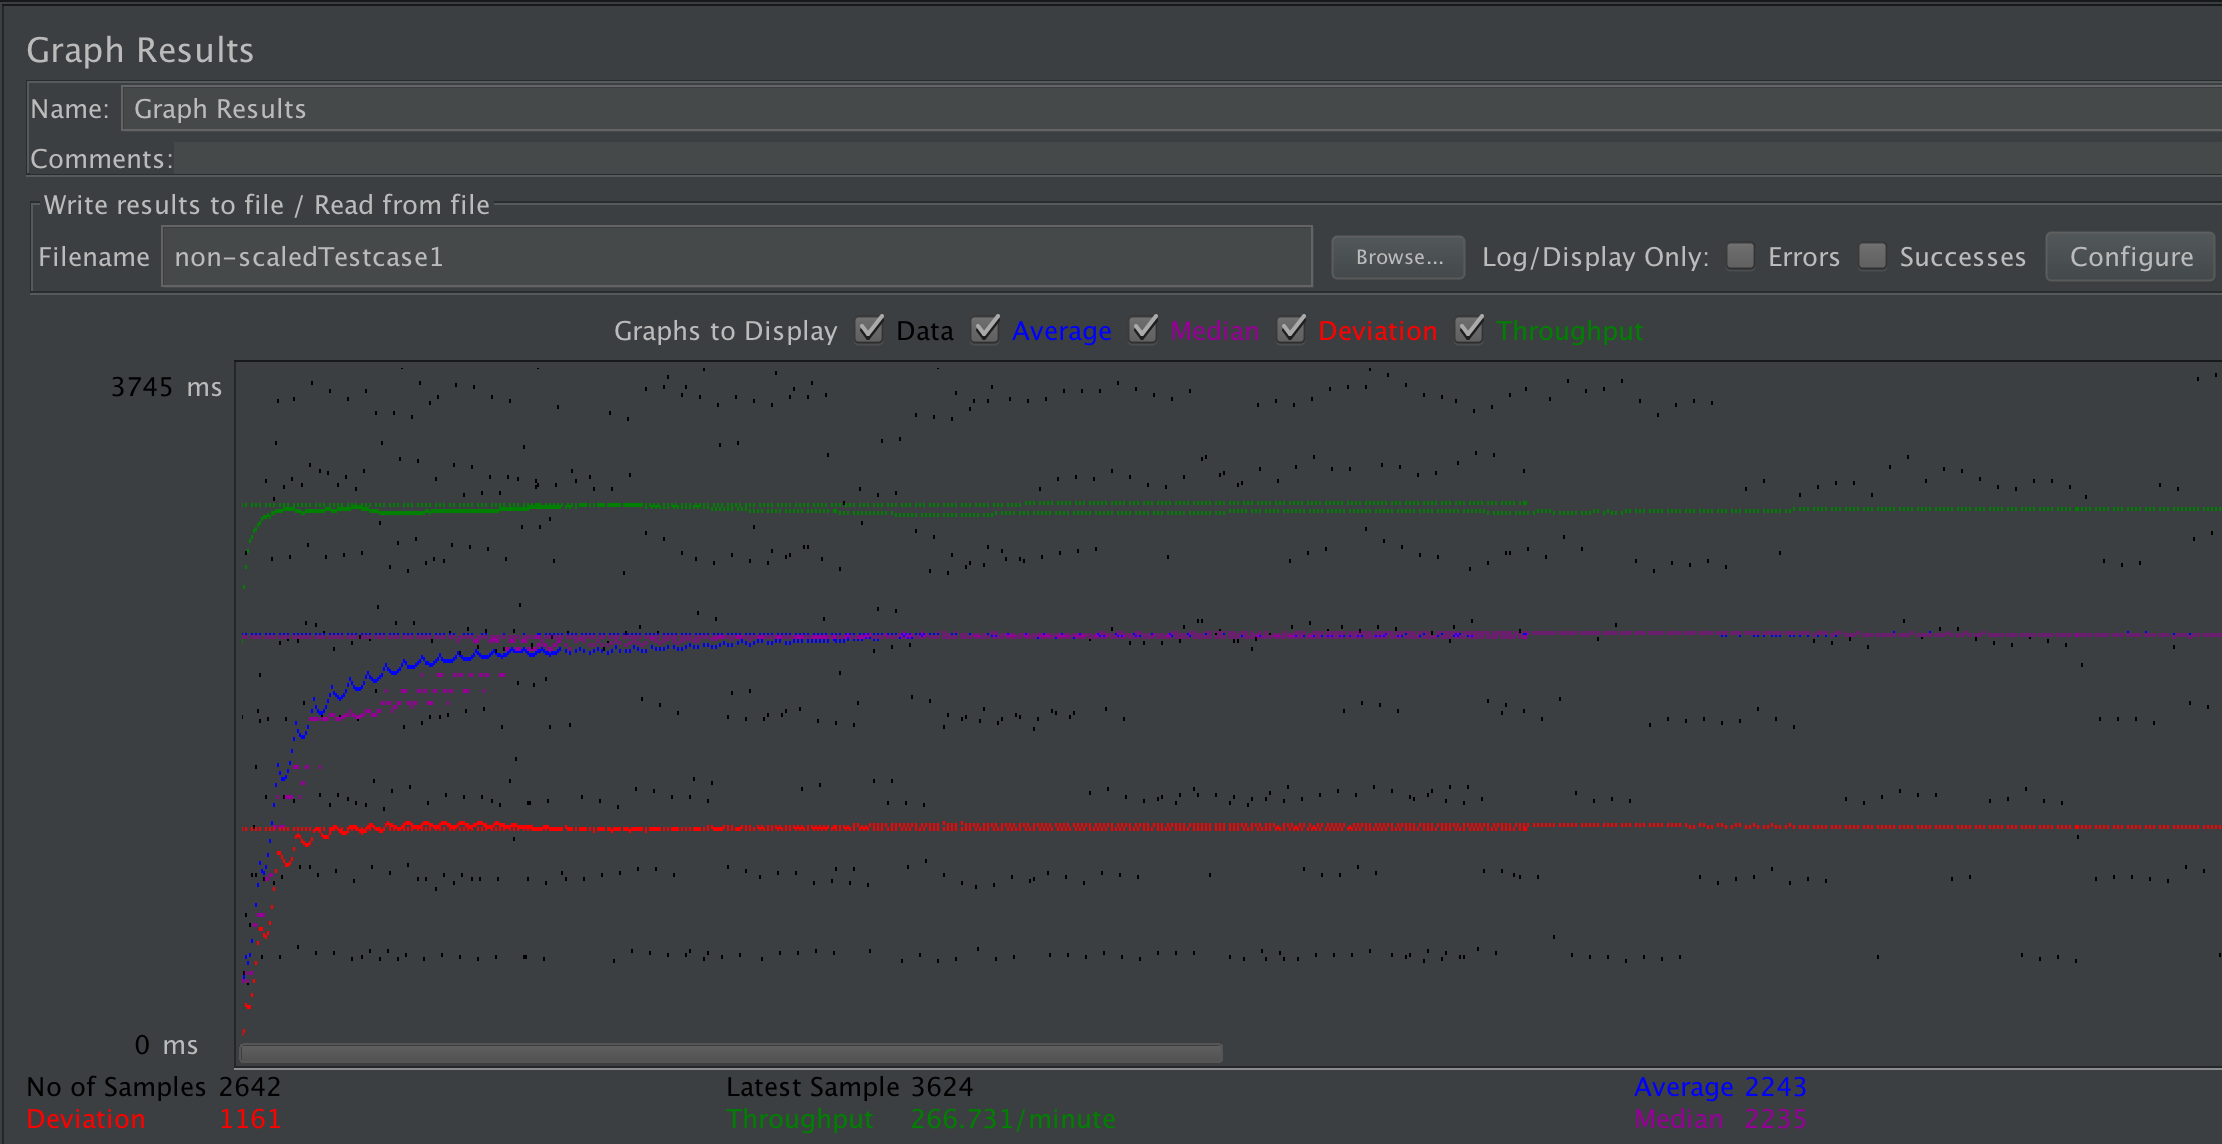 Graph Results
Name: Graph Results
Comments:
Write results to file / Read from file
Filename non-scaledTestcase1 Browse... Log/Display Only: Errors Successes Configure
Graphs to Display Data Average Median Deviation Throughput
3745 ms
0 ms
No of Samples 2642 Latest Sample 3624 Average 2243
Deviation 1161 Throughput 266.731/minute Median 2235